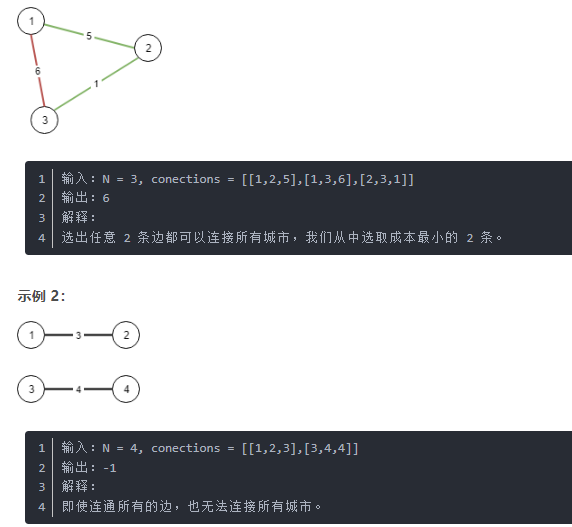 1
5
2
6
1
3
1 输入：N = 3, conections = [[1,2,5],[1,3,6],[2,3,1]]
2 输出：6
3 解释：
4 选出任意 2 条边都可以连接所有城市，我们从中选取成本最小的 2 条。
示例 2：
1 3 2
3 4 4
1 输入：N = 4, conections = [[1,2,3],[3,4,4]]
2 输出：-1
3 解释：
4 即使连通所有的边，也无法连接所有城市。